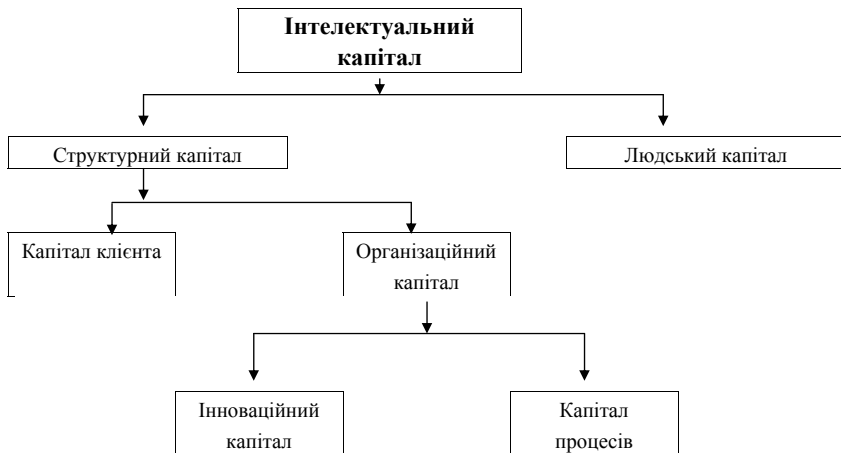 Інтелектуальний
капітал
Структурний капітал
Людський капітал
Капітал клієнта
Організаційний
капітал
Інноваційний
капітал
Капітал
процесів